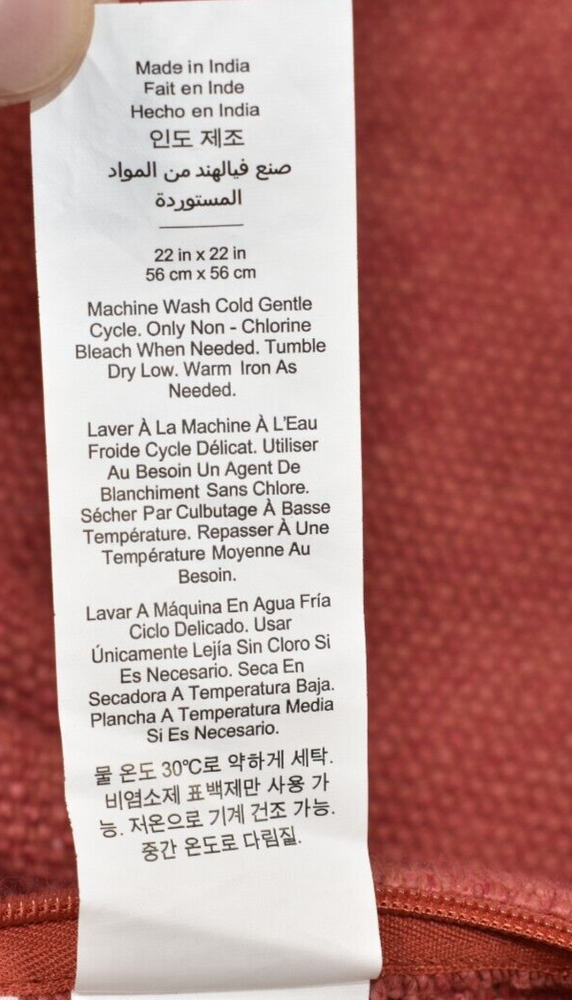 Made in India
Fait en Inde
Hecho en India
인도 제조
صنع فيالهند من المواد
المستوردة
22 in x 22 in
56 cm x 56 cm
Machine Wash Cold Gentle
Cycle. Only Non - Chlorine
Bleach When Needed. Tumble
Dry Low. Warm Iron As
Needed.
Laver À La Machine À L'Eau
Froide Cycle Délicat. Utiliser
Au Besoin Un Agent De
Blanchiment Sans Chlore.
Sécher Par Culbutage À Basse
Température. Repasser À Une
Température Moyenne Au
Besoin.
Lavar A Máquina En Agua Fría
Ciclo Delicado. Usar
Únicamente Lejía Sin Cloro Si
Es Necesario. Seca En
Secadora A Temperatura Baja.
Plancha A Temperatura Media
Si Es Necesario.
물 온도 30℃로 약하게 세탁.
비염소제 표백제만 사용 가
능. 저온으로 기계 건조 가능.
중간 온도로 다림질.